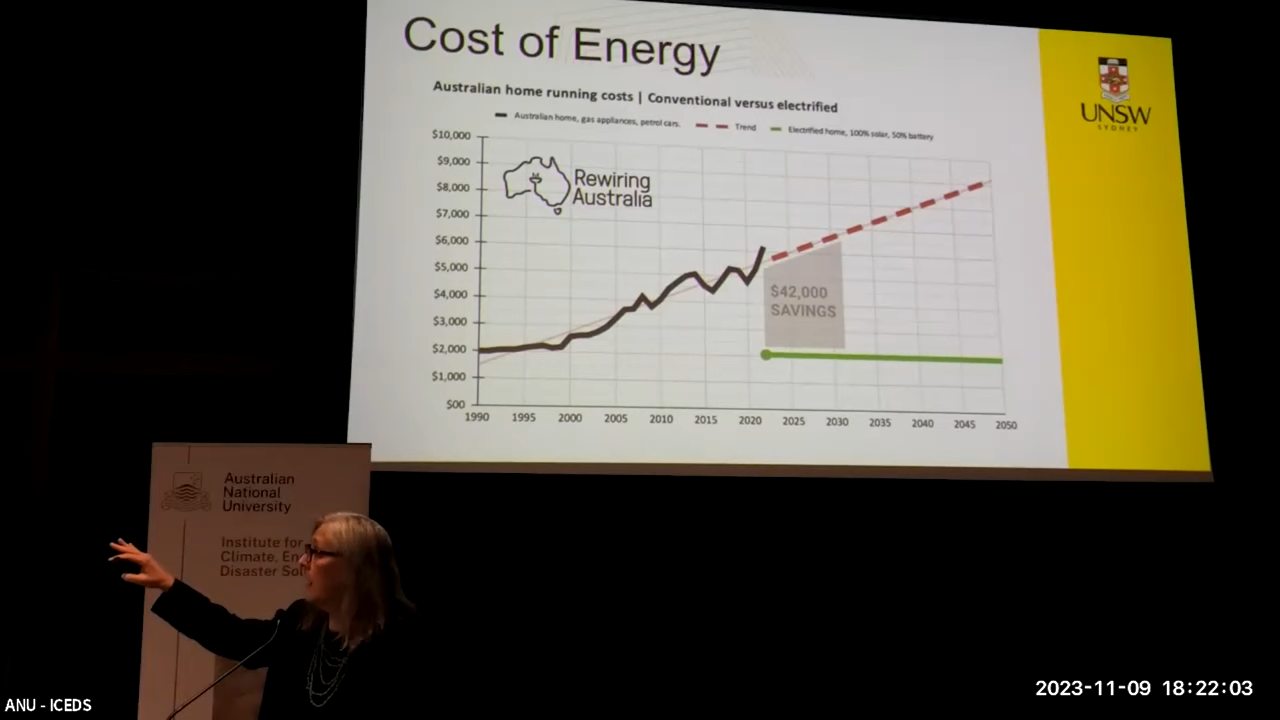 Cost of Energy
Australian home running costs | Conventional versus electrified
Australian home, gas appliances, petrol cars. Trend Electrified home, 100% solar, 50% battery
$10,000
$9,000
$8,000
$7,000
$6,000
$5,000
$4,000
$3,000
$2,000
$1,000
$00
1990 1995 2000 2005 2010 2015 2020 2025 2030 2035 2040 2045 2050
Rewiring
Australia
$42,000
SAVINGS
UNSW
SYDNEY
Australian
National
University
Institute for
Climate, En
Disaster Sol
ANU - ICEDS
2023-11-09 18:22:03